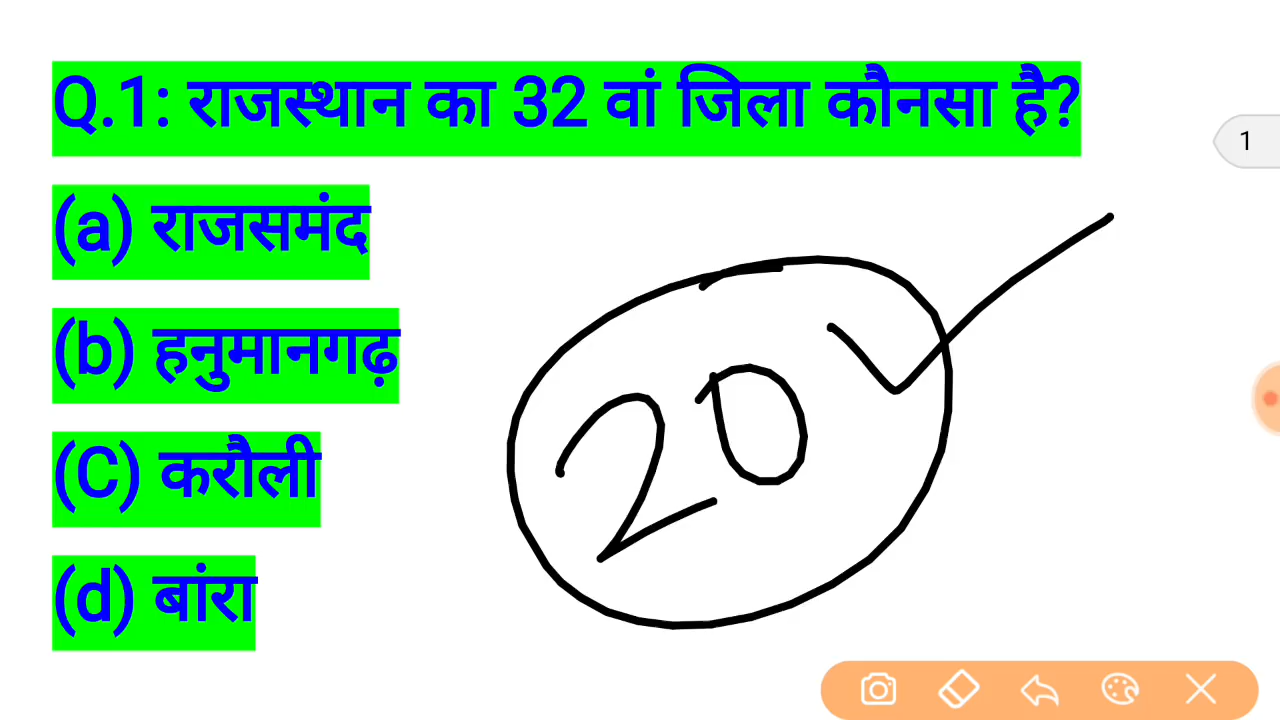 Q.1: राजस्थान का 32 वां जिला कौनसा है?
1
(a) राजसमंद
(b) हनुमानगढ़
(C) करौली
(d) बांरा
20